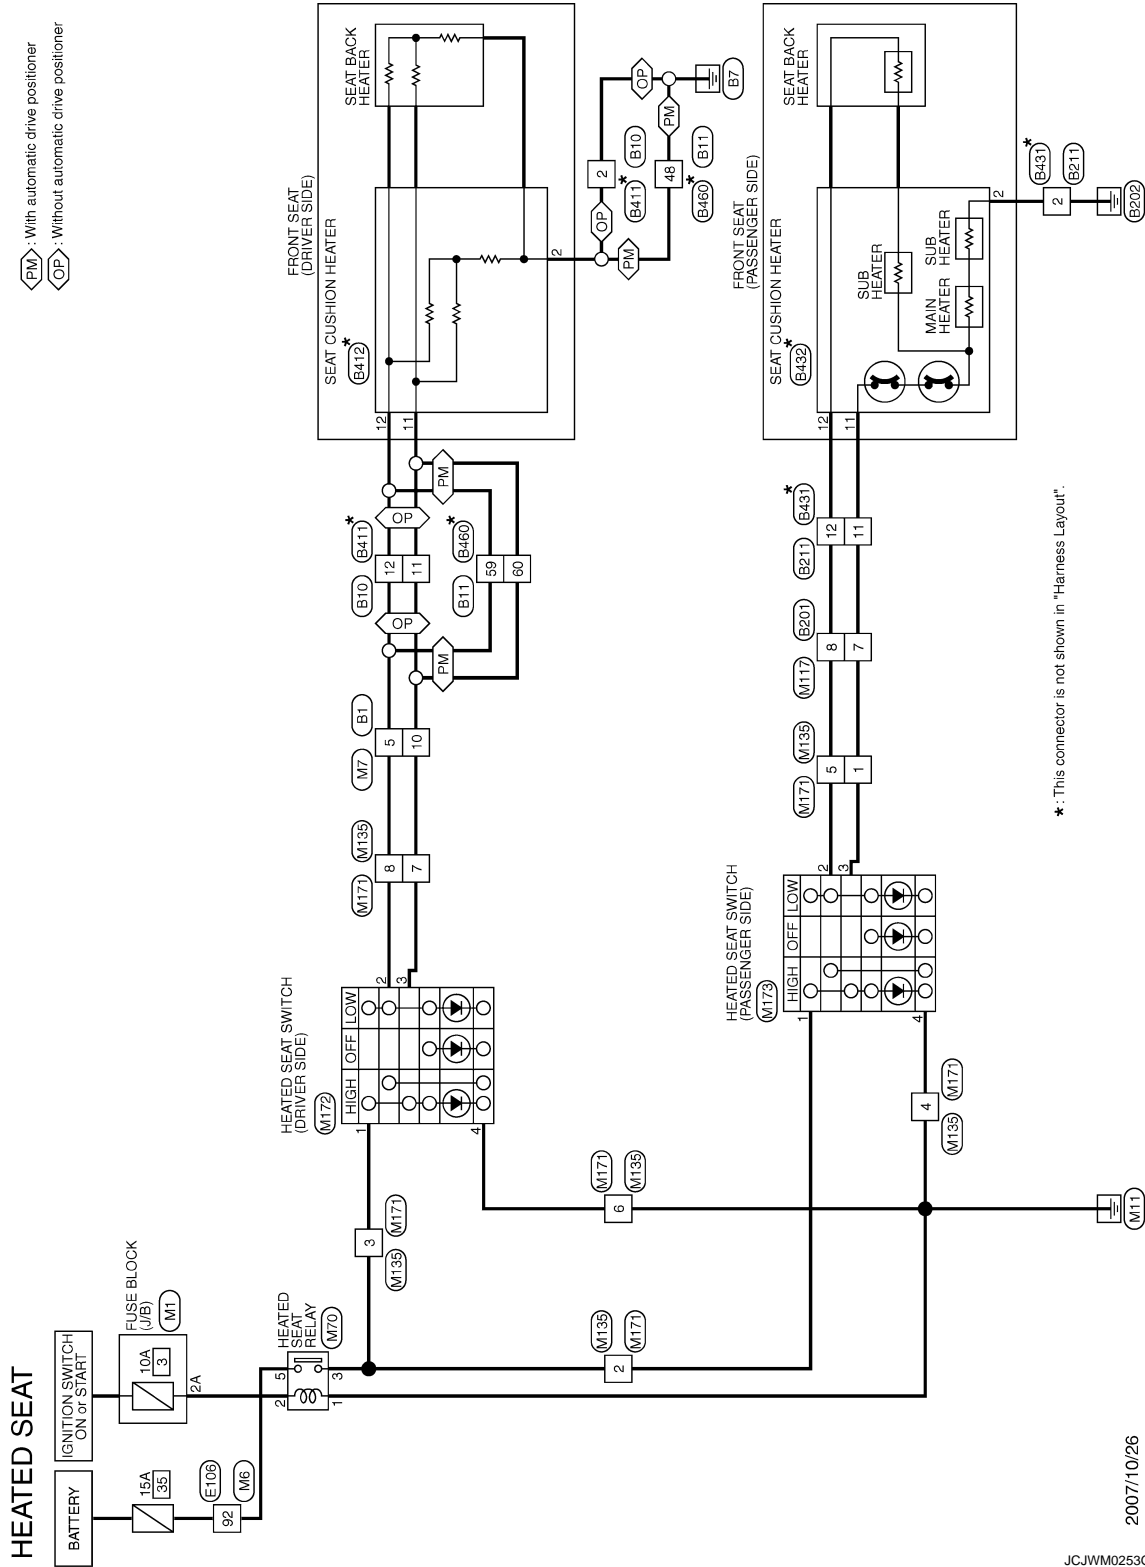 HEATED SEAT
BATTERY
15A
35
E106
92
M6
IGNITION SWITCH
ON or START
FUSE BLOCK
(J/B)
M1
10A
3
2A
HEATED
SEAT
RELAY
M70
5
3
2
1
3
M171
M135
M135
2
M171
M171
6
M135
4
M171
M135
M11
HEATED SEAT SWITCH
(DRIVER SIDE)
M172
HIGH
OFF
LOW
1
2
3
4
HEATED SEAT SWITCH
(PASSENGER SIDE)
M173
HIGH
OFF
LOW
1
2
3
4
M171
8
M135
7
M7
5
B1
10
OP
PM
B10
12
B411
*
11
B11
59
B460
*
60
OP
PM
12
11
FRONT SEAT
(DRIVER SIDE)
SEAT CUSHION HEATER
B412
*
SEAT BACK
HEATER
2
OP
PM
2
B411
*
B10
48
B460
*
B11
OP
PM
B7
M171
5
M135
1
M117
8
B201
7
B211
12
B431
*
11
12
11
FRONT SEAT
(PASSENGER SIDE)
SEAT CUSHION HEATER
B432
*
SUB
HEATER
MAIN
HEATER
SUB
HEATER
SEAT BACK
HEATER
2
2
B431
*
B211
B202
PM : With automatic drive positioner
OP : Without automatic drive positioner
* : This connector is not shown in "Harness Layout".
2007/10/26